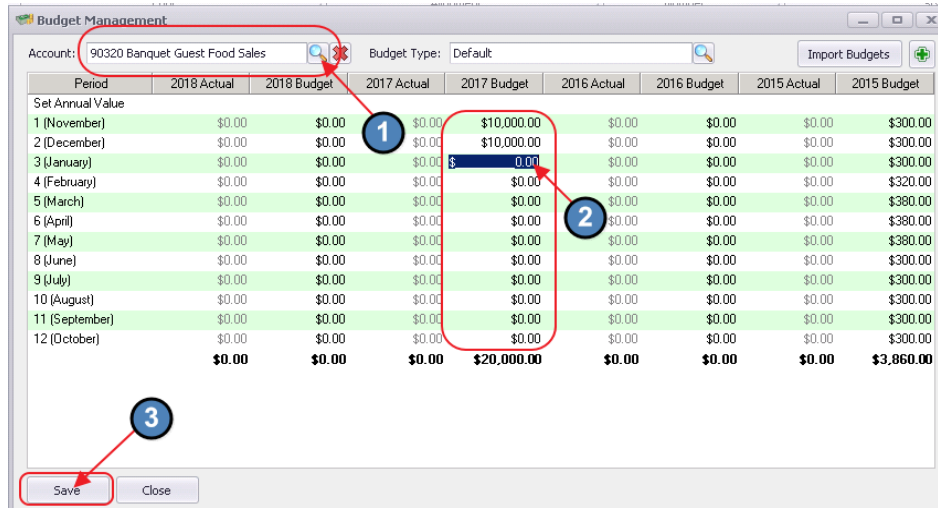 Budget Management
Account: 90320 Banquet Guest Food Sales Budget Type: Default Import Budgets
Period 2018 Actual 2018 Budget 2017 Actual 2017 Budget 2016 Actual 2016 Budget 2015 Actual 2015 Budget
Set Annual Value
1 (November) $0.00 $0.00 $0.00 $10,000.00 $0.00 $0.00 $0.00 $300.00
2 (December) $0.00 $0.00 $0.00 $10,000.00 $0.00 $0.00 $0.00 $300.00
3 (January) $0.00 $0.00 $0.00 $ 0.00 $0.00 $0.00 $0.00 $300.00
4 (February) $0.00 $0.00 $0.00 $0.00 $0.00 $0.00 $0.00 $320.00
5 (March) $0.00 $0.00 $0.00 $0.00 $0.00 $0.00 $0.00 $380.00
6 (April) $0.00 $0.00 $0.00 $0.00 $0.00 $0.00 $0.00 $380.00
7 (May) $0.00 $0.00 $0.00 $0.00 $0.00 $0.00 $0.00 $380.00
8 (June) $0.00 $0.00 $0.00 $0.00 $0.00 $0.00 $0.00 $300.00
9 (July) $0.00 $0.00 $0.00 $0.00 $0.00 $0.00 $0.00 $300.00
10 (August) $0.00 $0.00 $0.00 $0.00 $0.00 $0.00 $0.00 $300.00
11 (September) $0.00 $0.00 $0.00 $0.00 $0.00 $0.00 $0.00 $300.00
12 (October) $0.00 $0.00 $0.00 $0.00 $0.00 $0.00 $0.00 $300.00
$0.00 $0.00 $0.00 $20,000.00 $0.00 $0.00 $0.00 $3,860.00
1
2
3
Save Close